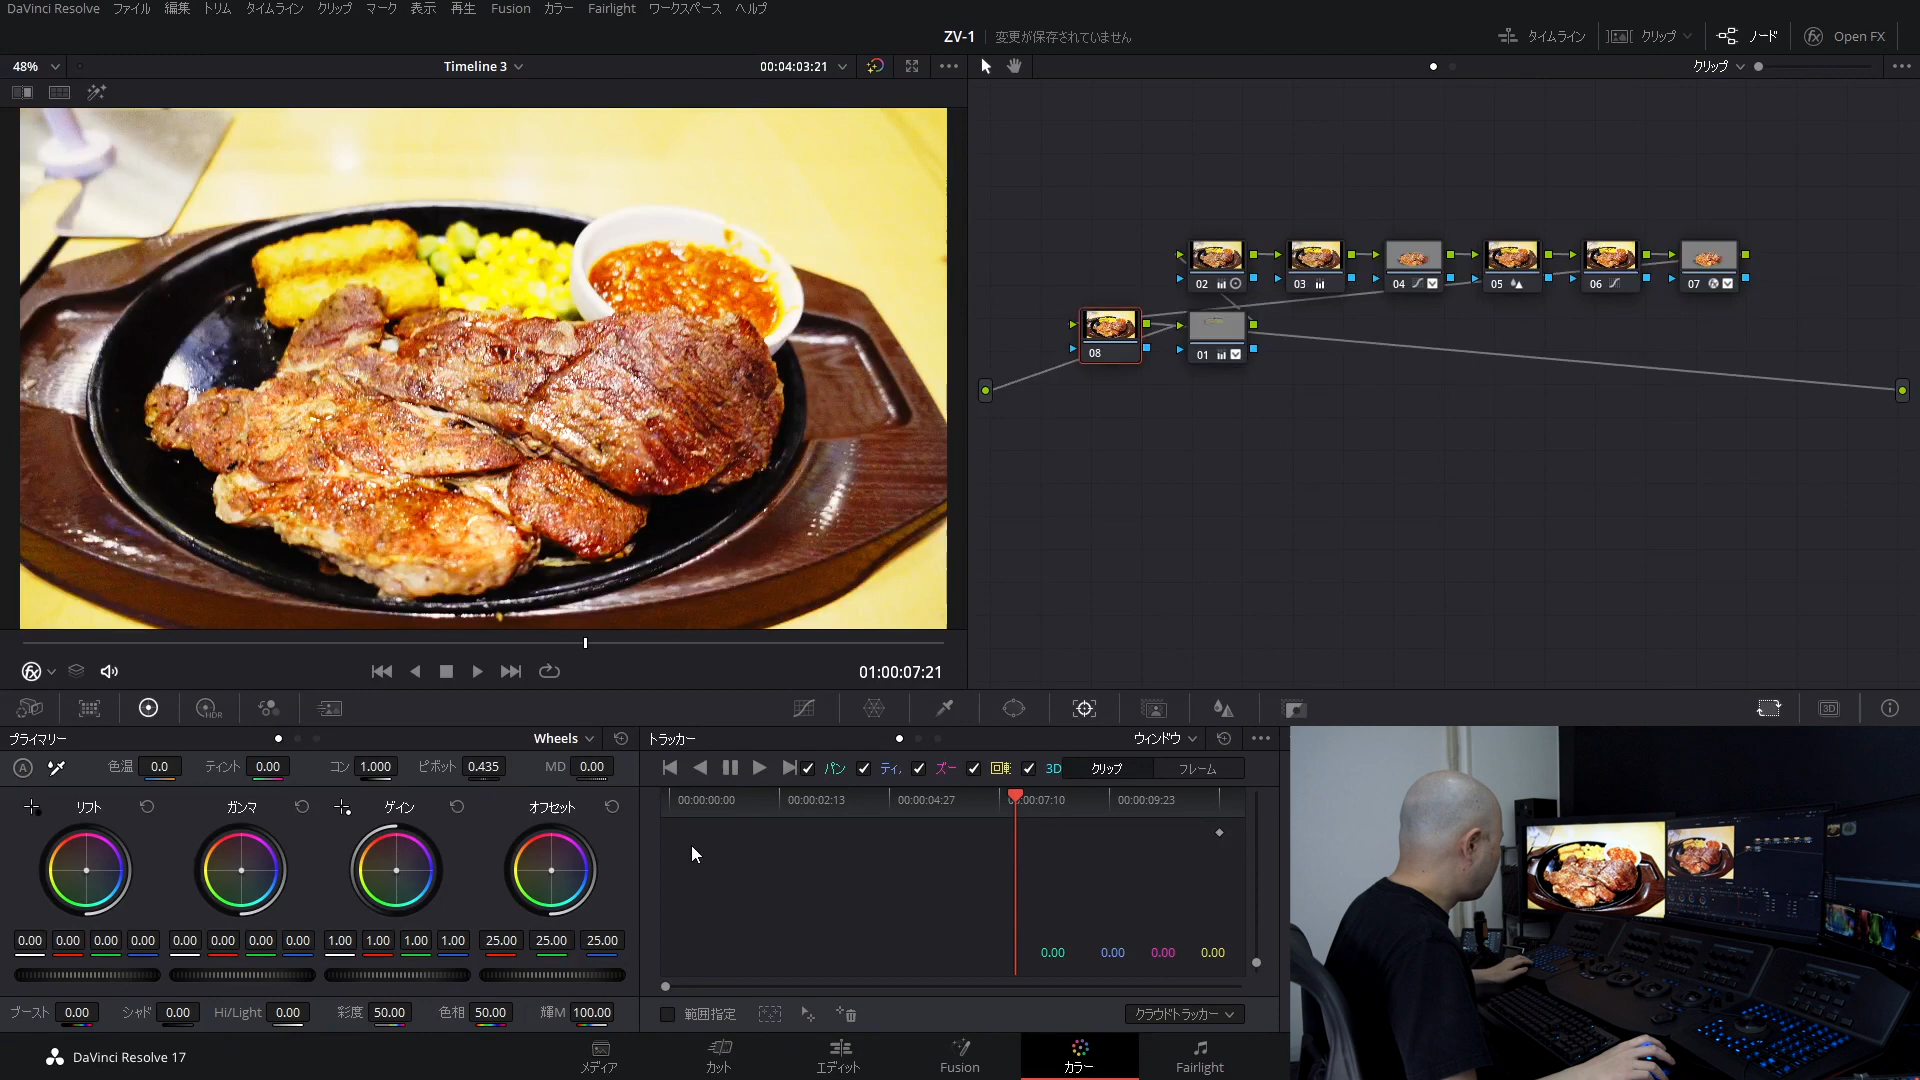 DaVinci Resolve ファイル 編集 トリム タイムライン クリップ マーク 表示 再生 Fusion カラー Fairlight ワークスペース ヘルプ
ZV-1 変更が保存されていません
タイムライン クリップ ノード Open FX
48% Timeline 3 00:04:03:21 クリップ
02 03 04 05 06 07
08 01
01:00:07:21
HDR 3D
プライマリー Wheels
色温 0.0 ティント 0.00 コン 1.000 ピボット 0.435 MD 0.00
リフト ガンマ ゲイン オフセット
0.00 0.00 0.00 0.00 0.00 0.00 0.00 0.00 1.00 1.00 1.00 1.00 25.00 25.00 25.00
ブースト 0.00 シャド 0.00 Hi/Light 0.00 彩度 50.00 色相 50.00 輝M 100.00
トラッカー ウィンドウ
パン ティ ズー 回転 3D クリップ フレーム
00:00:00:00 00:00:02:13 00:00:04:27 00:00:07:10 00:00:09:23
0.00 0.00 0.00 0.00
範囲指定 クラウドトラッカー
DaVinci Resolve 17
メディア カット エディット Fusion カラー Fairlight